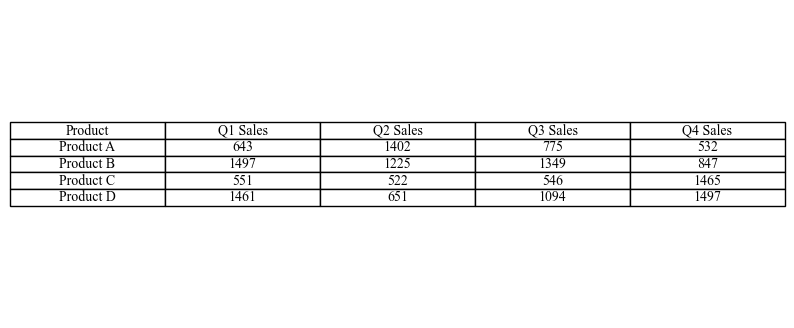 Product Q1 Sales Q2 Sales Q3 Sales Q4 Sales
Product A 643 1402 775 532
Product B 1497 1225 1349 847
Product C 551 522 546 1465
Product D 1461 651 1094 1497